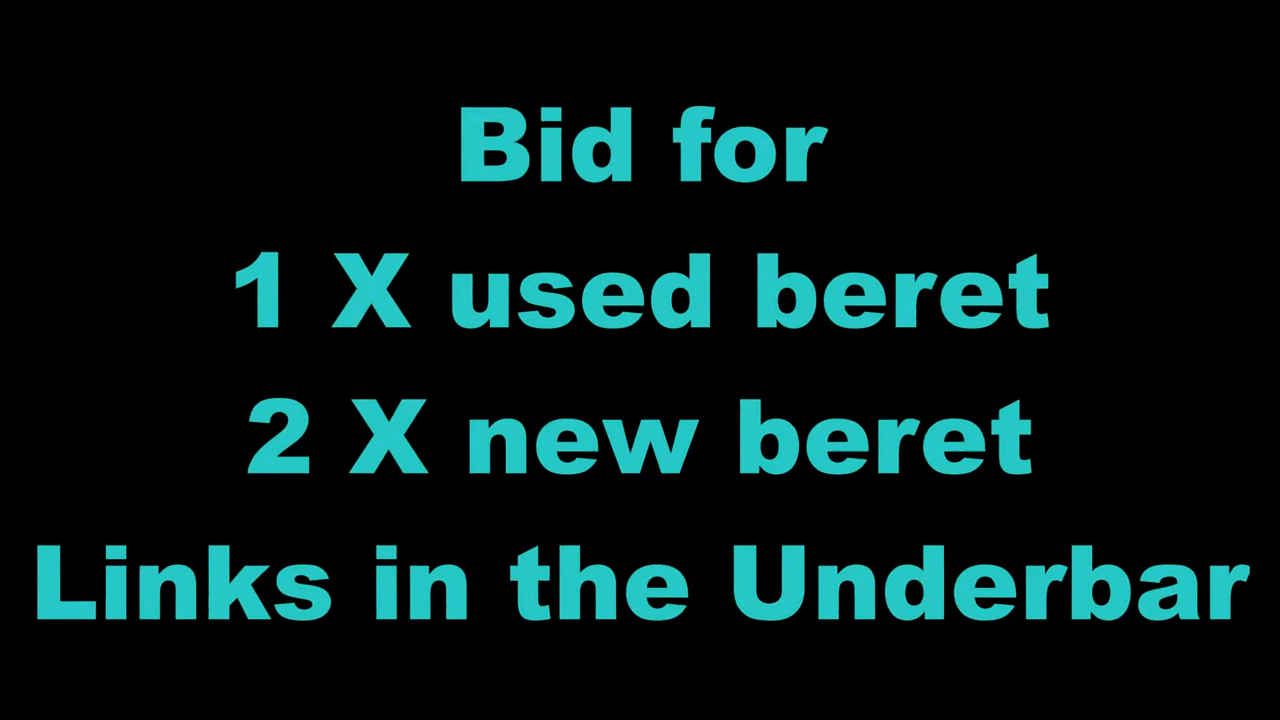 Bid for
1 X used beret
2 X new beret
Links in the Underbar